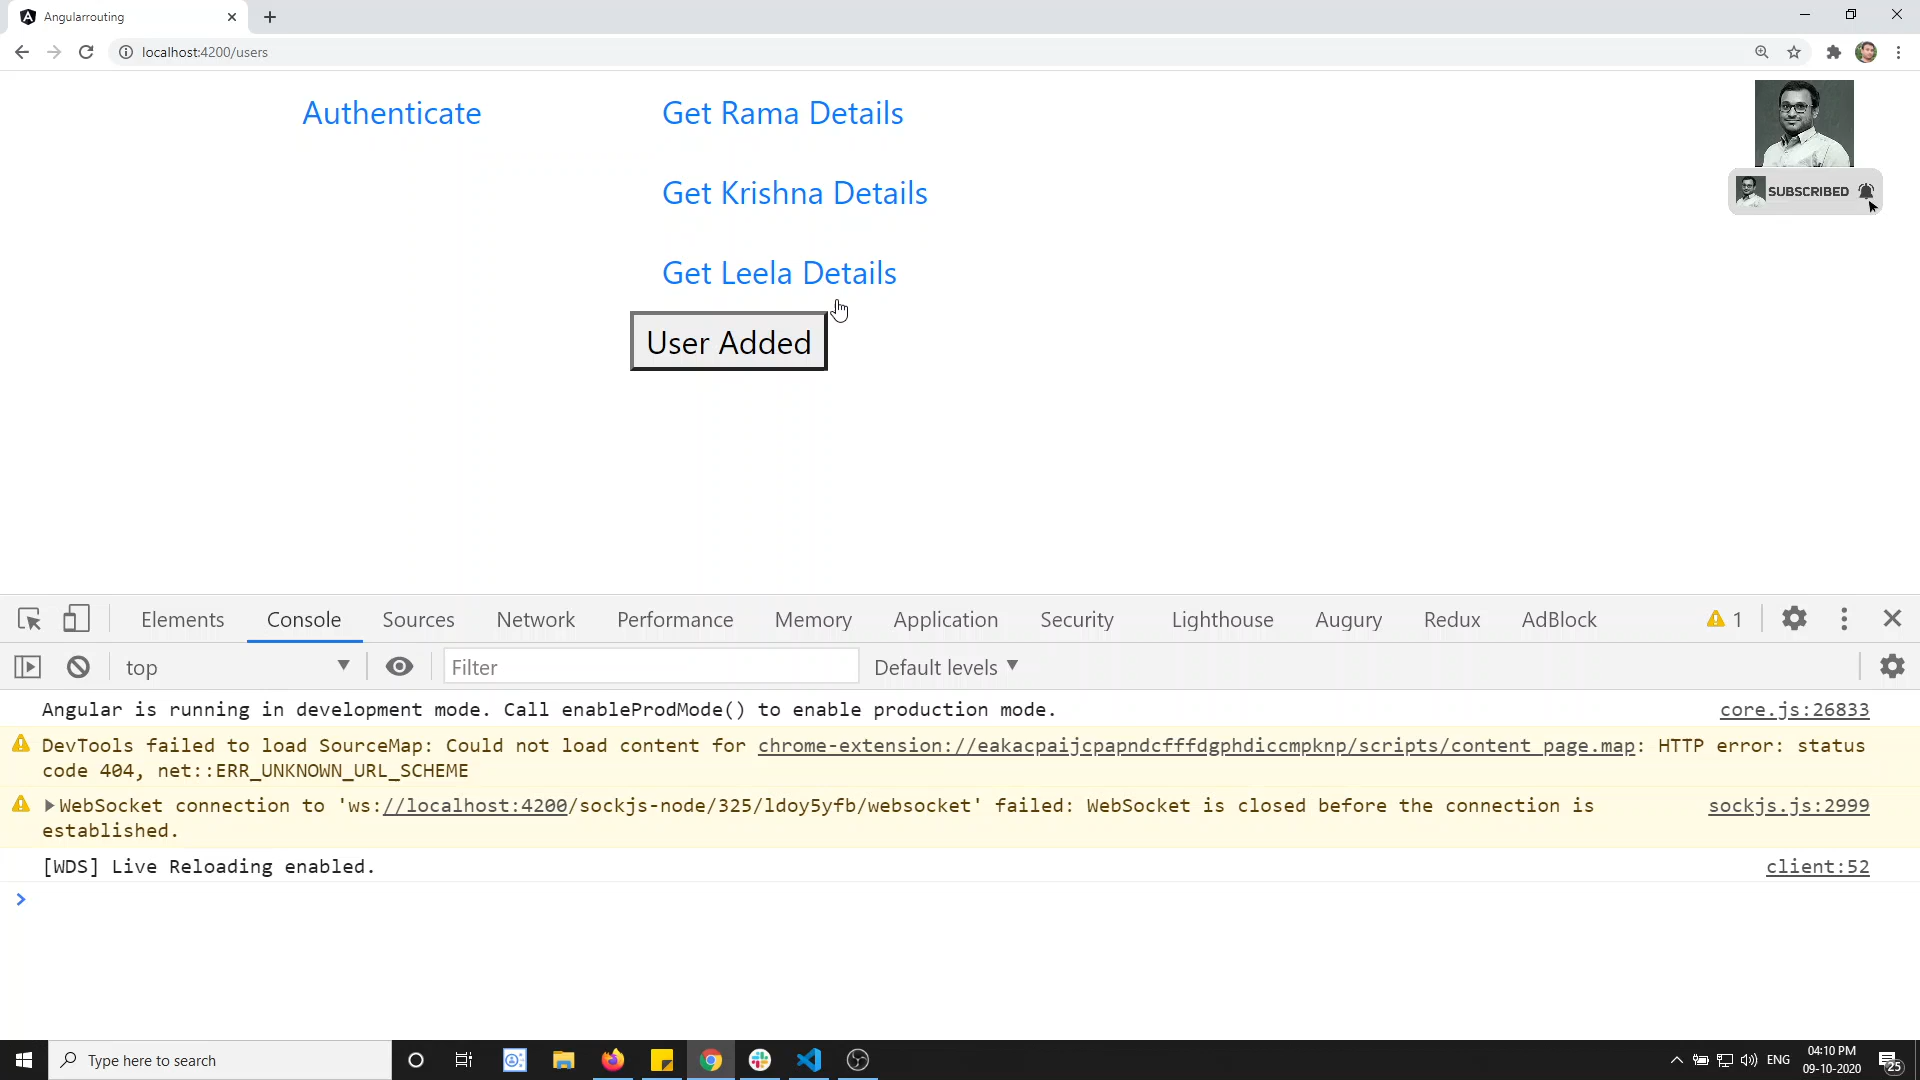 Angularrouting
localhost:4200/users
Authenticate
Get Rama Details
Get Krishna Details
Get Leela Details
User Added
SUBSCRIBED
Elements Console Sources Network Performance Memory Application Security Lighthouse Augury Redux AdBlock 1
top Filter Default levels
Angular is running in development mode. Call enableProdMode() to enable production mode. core.js:26833
DevTools failed to load SourceMap: Could not load content for chrome-extension://eakacpaijcpapndcfffdgphdiccmpknp/scripts/content_page.map: HTTP error: status
code 404, net::ERR_UNKNOWN_URL_SCHEME
WebSocket connection to 'ws://localhost:4200/sockjs-node/325/ldoy5yfb/websocket' failed: WebSocket is closed before the connection is sockjs.js:2999
established.
[WDS] Live Reloading enabled. client:52
Type here to search
ENG
04:10 PM
09-10-2020
25